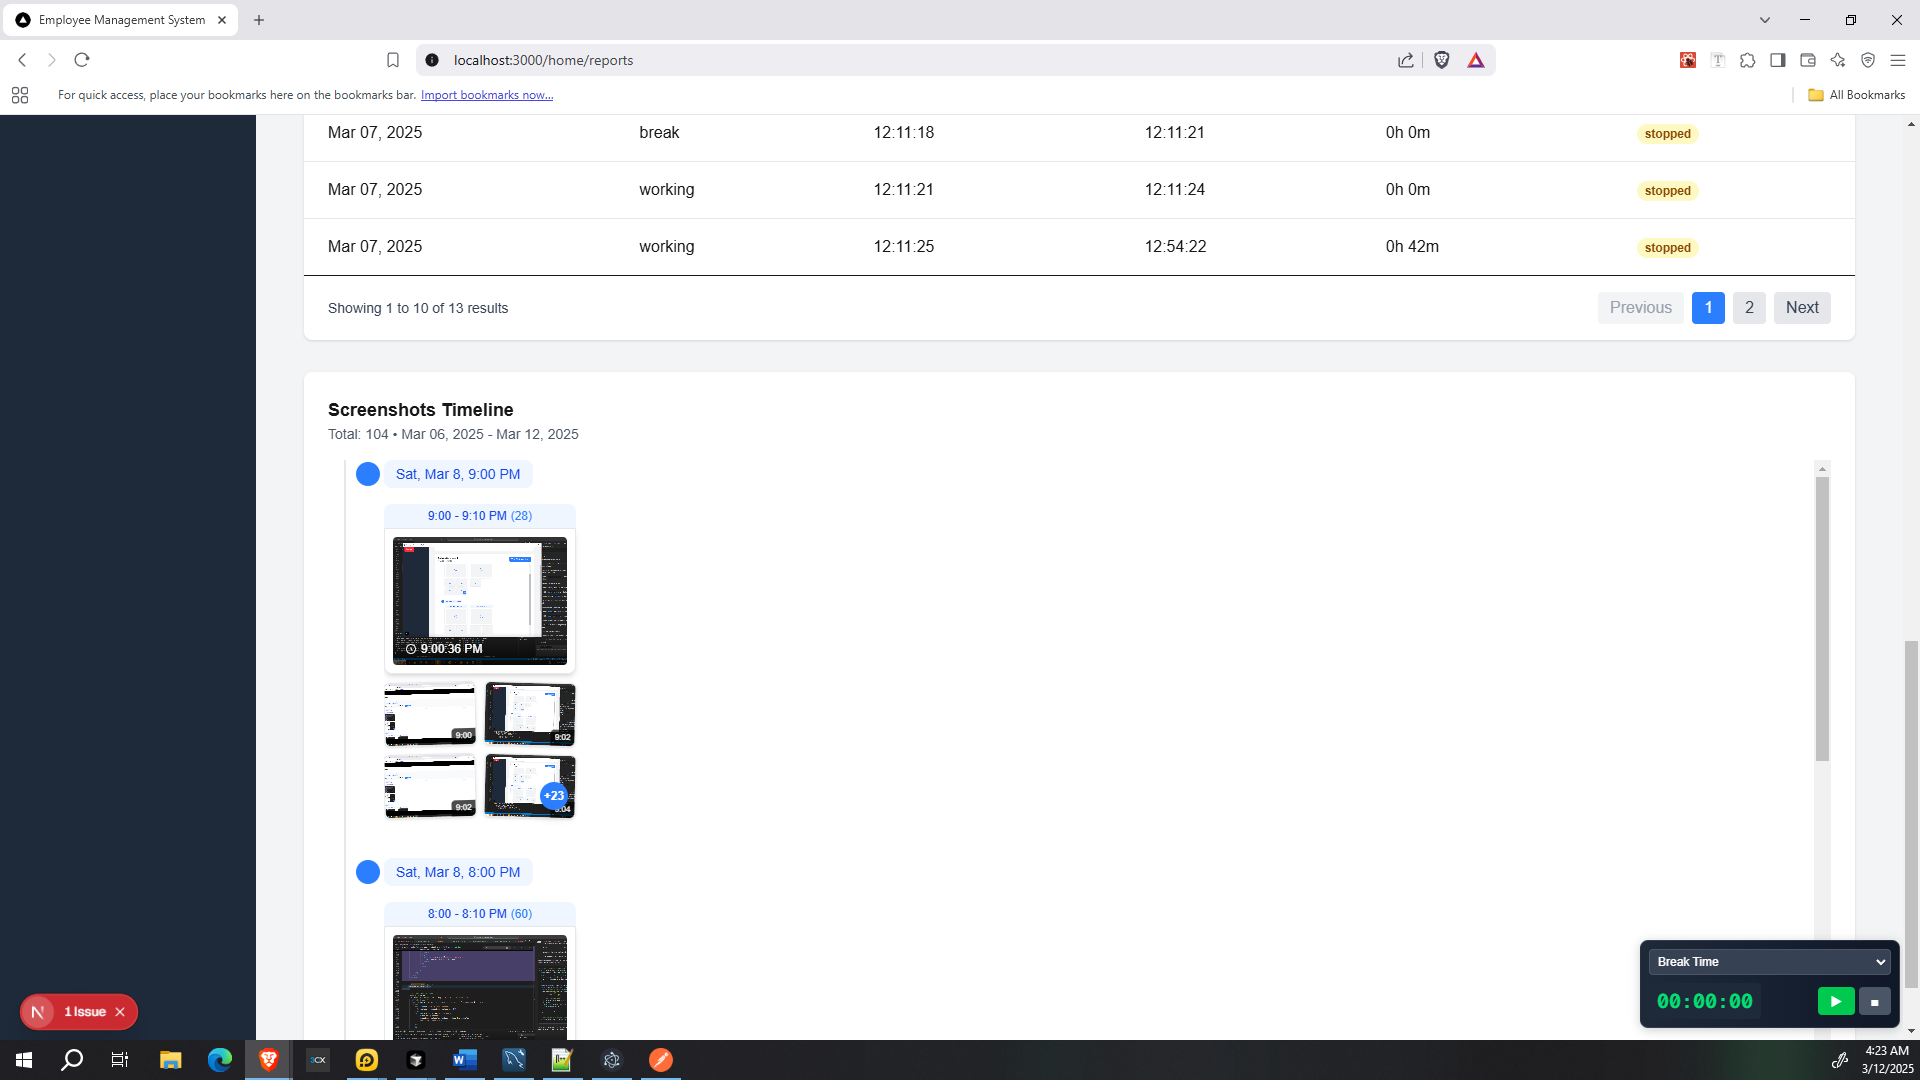 Employee Management System
localhost:3000/home/reports
For quick access, place your bookmarks here on the bookmarks bar. Import bookmarks now...
All Bookmarks
Mar 07, 2025 break 12:11:18 12:11:21 0h 0m stopped
Mar 07, 2025 working 12:11:21 12:11:24 0h 0m stopped
Mar 07, 2025 working 12:11:25 12:54:22 0h 42m stopped
Showing 1 to 10 of 13 results
Previous 1 2 Next
Screenshots Timeline
Total: 104 • Mar 06, 2025 - Mar 12, 2025
Sat, Mar 8, 9:00 PM
9:00 - 9:10 PM (28)
9:00:36 PM
9:00
9:02
9:02
+23
Sat, Mar 8, 8:00 PM
8:00 - 8:10 PM (60)
Break Time
00:00:00
N 1 Issue
3CX
4:23 AM
3/12/2025